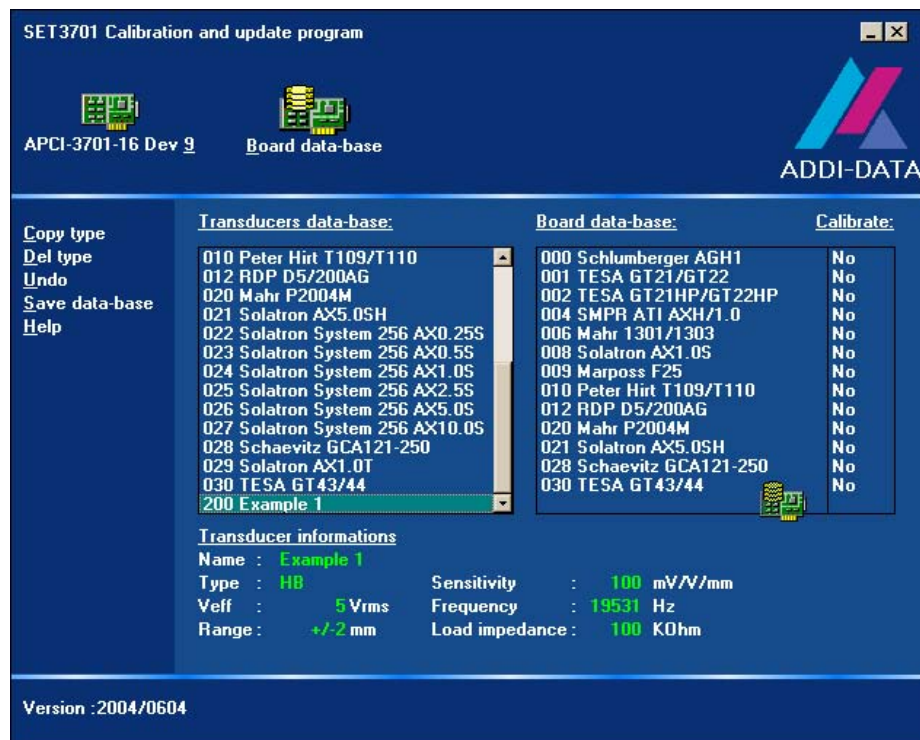 SET3701 Calibration and update program
APCI-3701-16 Dev 9
Board data-base
ADDI-DATA
Copy type
Del type
Undo
Save data-base
Help
Transducers data-base:
010 Peter Hirt T109/T110
012 RDP D5/200AG
020 Mahr P2004M
021 Solatron AX5.0SH
022 Solatron System 256 AX0.25S
023 Solatron System 256 AX0.5S
024 Solatron System 256 AX1.0S
025 Solatron System 256 AX2.5S
026 Solatron System 256 AX5.0S
027 Solatron System 256 AX10.0S
028 Schaevitz GCA121-250
029 Solatron AX1.0T
030 TESA GT43/44
200 Example 1
Board data-base: Calibrate:
000 Schlumberger AGH1 No
001 TESA GT21/GT22 No
002 TESA GT21HP/GT22HP No
004 SMPR ATI AXH/1.0 No
006 Mahr 1301/1303 No
008 Solatron AX1.0S No
009 Marposs F25 No
010 Peter Hirt T109/T110 No
012 RDP D5/200AG No
020 Mahr P2004M No
021 Solatron AX5.0SH No
028 Schaevitz GCA121-250 No
030 TESA GT43/44 No
Transducer informations
Name : Example 1
Type : HB Sensitivity : 100 mV/V/mm
Veff : 5 Vrms Frequency : 19531 Hz
Range : +/-2 mm Load impedance : 100 KOhm
Version :2004/0604